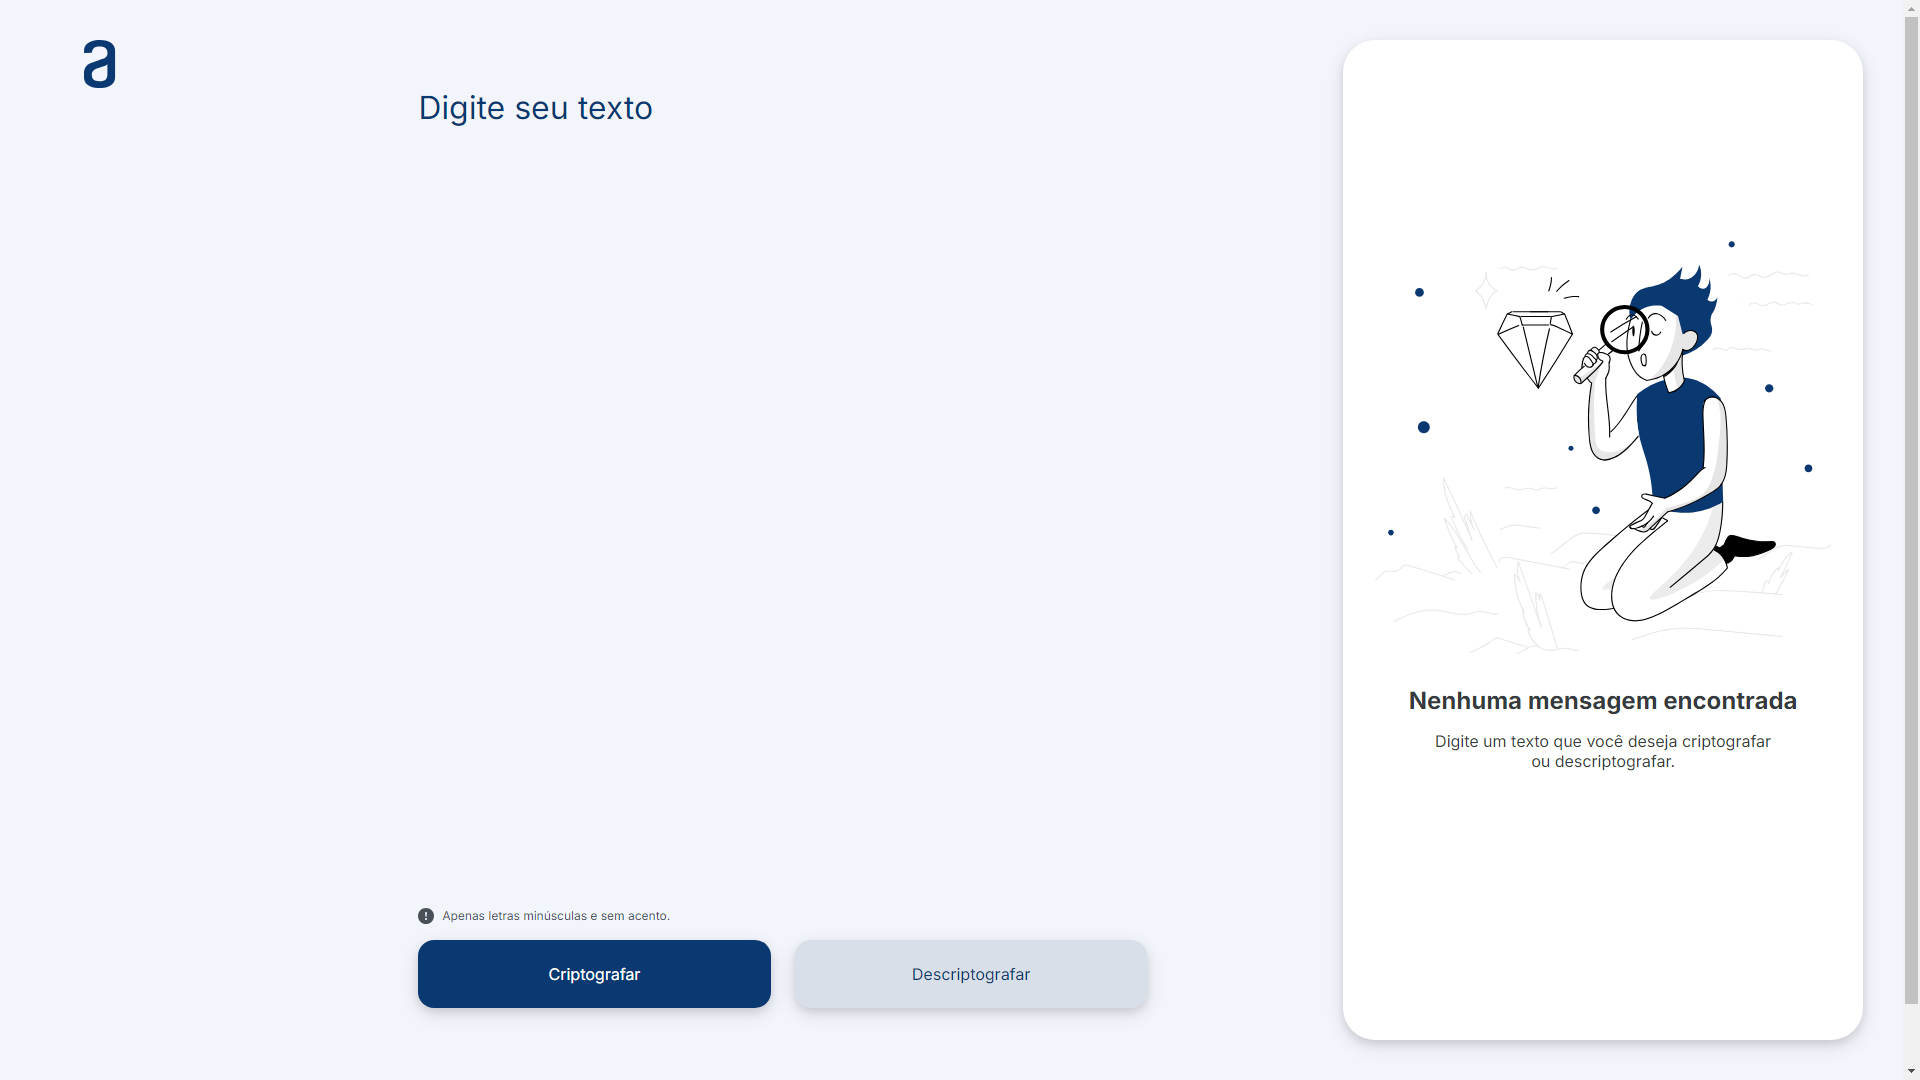 a
Digite seu texto
Apenas letras minúsculas e sem acento.
Criptografar
Descriptografar
Nenhuma mensagem encontrada
Digite um texto que você deseja criptografar
ou descriptografar.